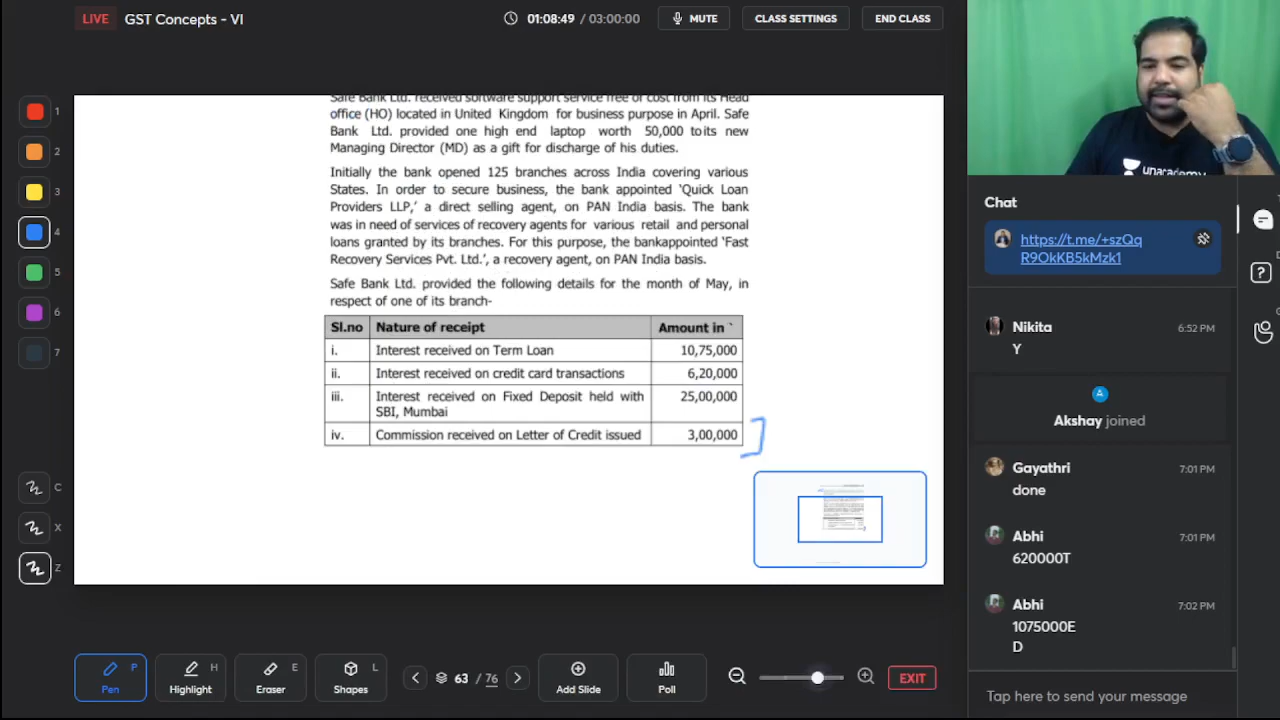 LIVE GST Concepts - VI 01:08:49 / 03:00:00 MUTE CLASS SETTINGS END CLASS
1
2
3
4
5
6
7
C
X
Z
Safe Bank Ltd. received software support service free of cost from its Head
office (HO) located in United Kingdom for business purpose in April. Safe
Bank Ltd. provided one high end laptop worth 50,000 to its new
Managing Director (MD) as a gift for discharge of his duties.
Initially the bank opened 125 branches across India covering various
States. In order to secure business, the bank appointed 'Quick Loan
Providers LLP,' a direct selling agent, on PAN India basis. The bank
was in need of services of recovery agents for various retail and personal
loans granted by its branches. For this purpose, the bankappointed 'Fast
Recovery Services Pvt. Ltd.', a recovery agent, on PAN India basis.
Safe Bank Ltd. provided the following details for the month of May, in
respect of one of its branch-
Sl.no Nature of receipt Amount in `
i. Interest received on Term Loan 10,75,000
ii. Interest received on credit card transactions 6,20,000
iii. Interest received on Fixed Deposit held with 25,00,000
SBI, Mumbai
iv. Commission received on Letter of Credit issued 3,00,000
Pen P
Highlight H
Eraser E
Shapes L
63 / 76
Add Slide
Poll
EXIT
unacademy
Chat
https://t.me/+szQq
R9OkKB5kMzk1
Nikita 6:52 PM
Y
A
Akshay joined
Gayathri 7:01 PM
done
Abhi 7:01 PM
620000T
Abhi 7:02 PM
1075000E
D
Tap here to send your message